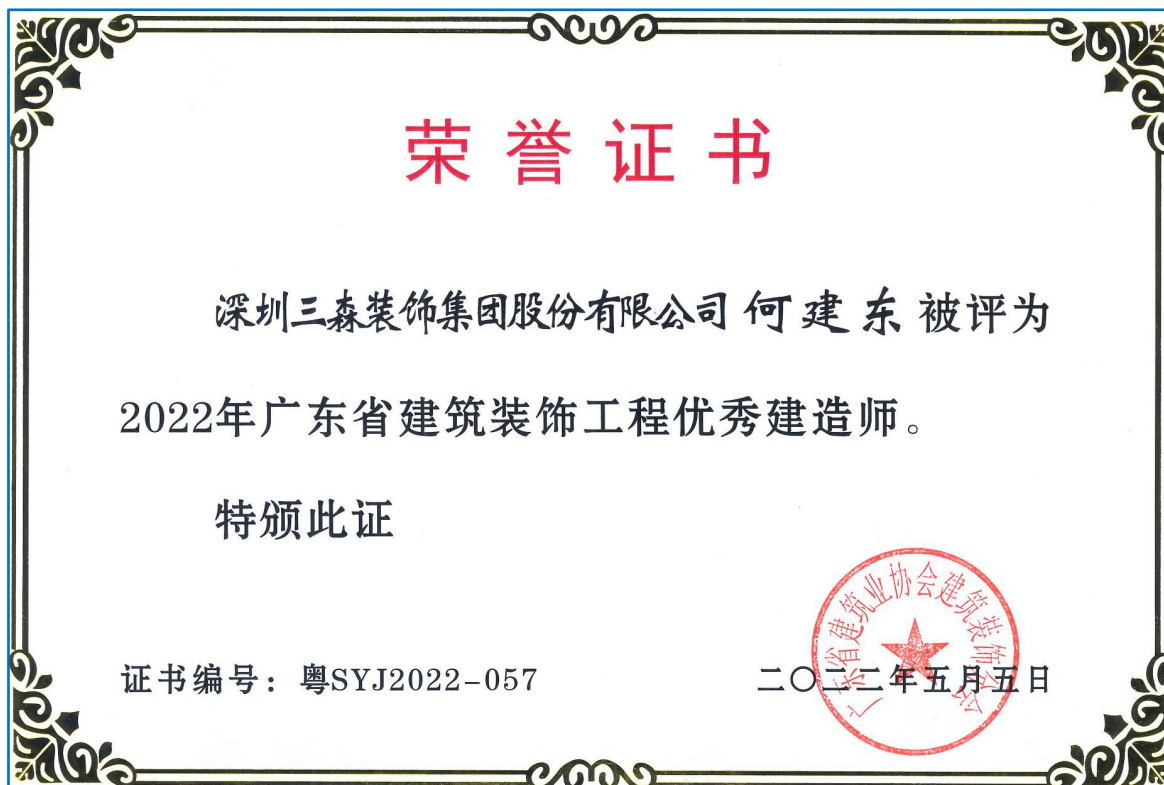 荣誉证书
深圳三森装饰集团股份有限公司何建东被评为
2022年广东省建筑装饰工程优秀建造师。
特颁此证
广东省建筑业协会建筑装饰分会
证书编号：粤SYJ2022-057
二〇二二年五月五日